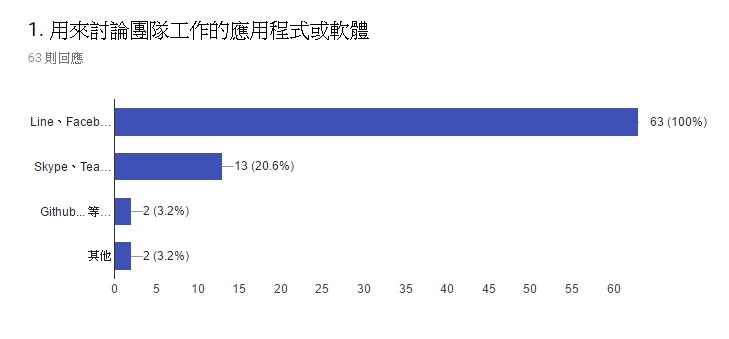 1. 用來討論團隊工作的應用程式或軟體
63 則回應
Line、Faceb...
63 (100%)
Skype、Tea...
13 (20.6%)
Github... 等...
2 (3.2%)
其他
2 (3.2%)
0 5 10 15 20 25 30 35 40 45 50 55 60